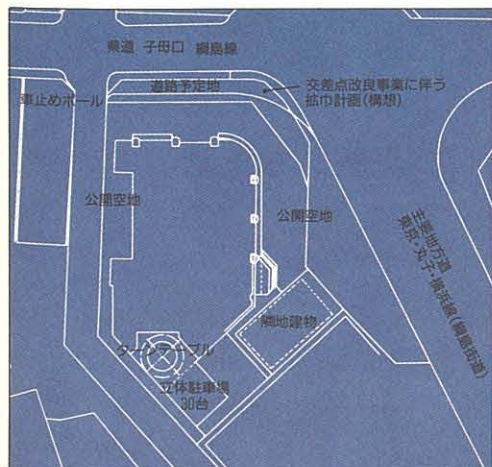 県道 子母口 綱島線
道路予定地
交差点改良事業に伴う
拡巾計画(構想)
車止めポール
公開空地
公開空地
主要地方道
東京・丸子・横浜線(綱島街道)
隣地建物
ターンテーブル
立体駐車場
30台